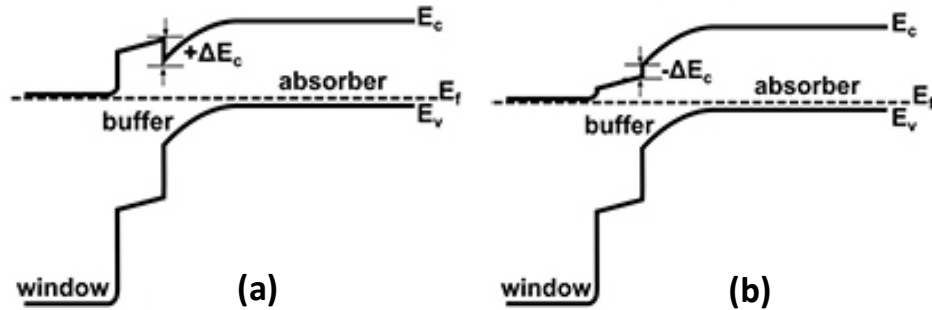 E_c
+ΔE_c
absorber
E_f
buffer
E_v
window
(a)
E_c
-ΔE_c
absorber
E_f
buffer
E_v
window
(b)